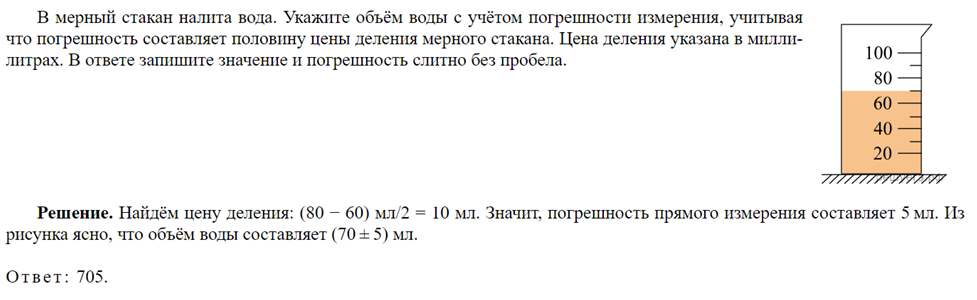 В мерный стакан налита вода. Укажите объём воды с учётом погрешности измерения, учитывая
что погрешность составляет половину цены деления мерного стакана. Цена деления указана в милли-
литрах. В ответе запишите значение и погрешность слитно без пробела.
100
80
60
40
20
Решение. Найдём цену деления: (80 − 60) мл/2 = 10 мл. Значит, погрешность прямого измерения составляет 5 мл. Из
рисунка ясно, что объём воды составляет (70 ± 5) мл.
Ответ: 705.